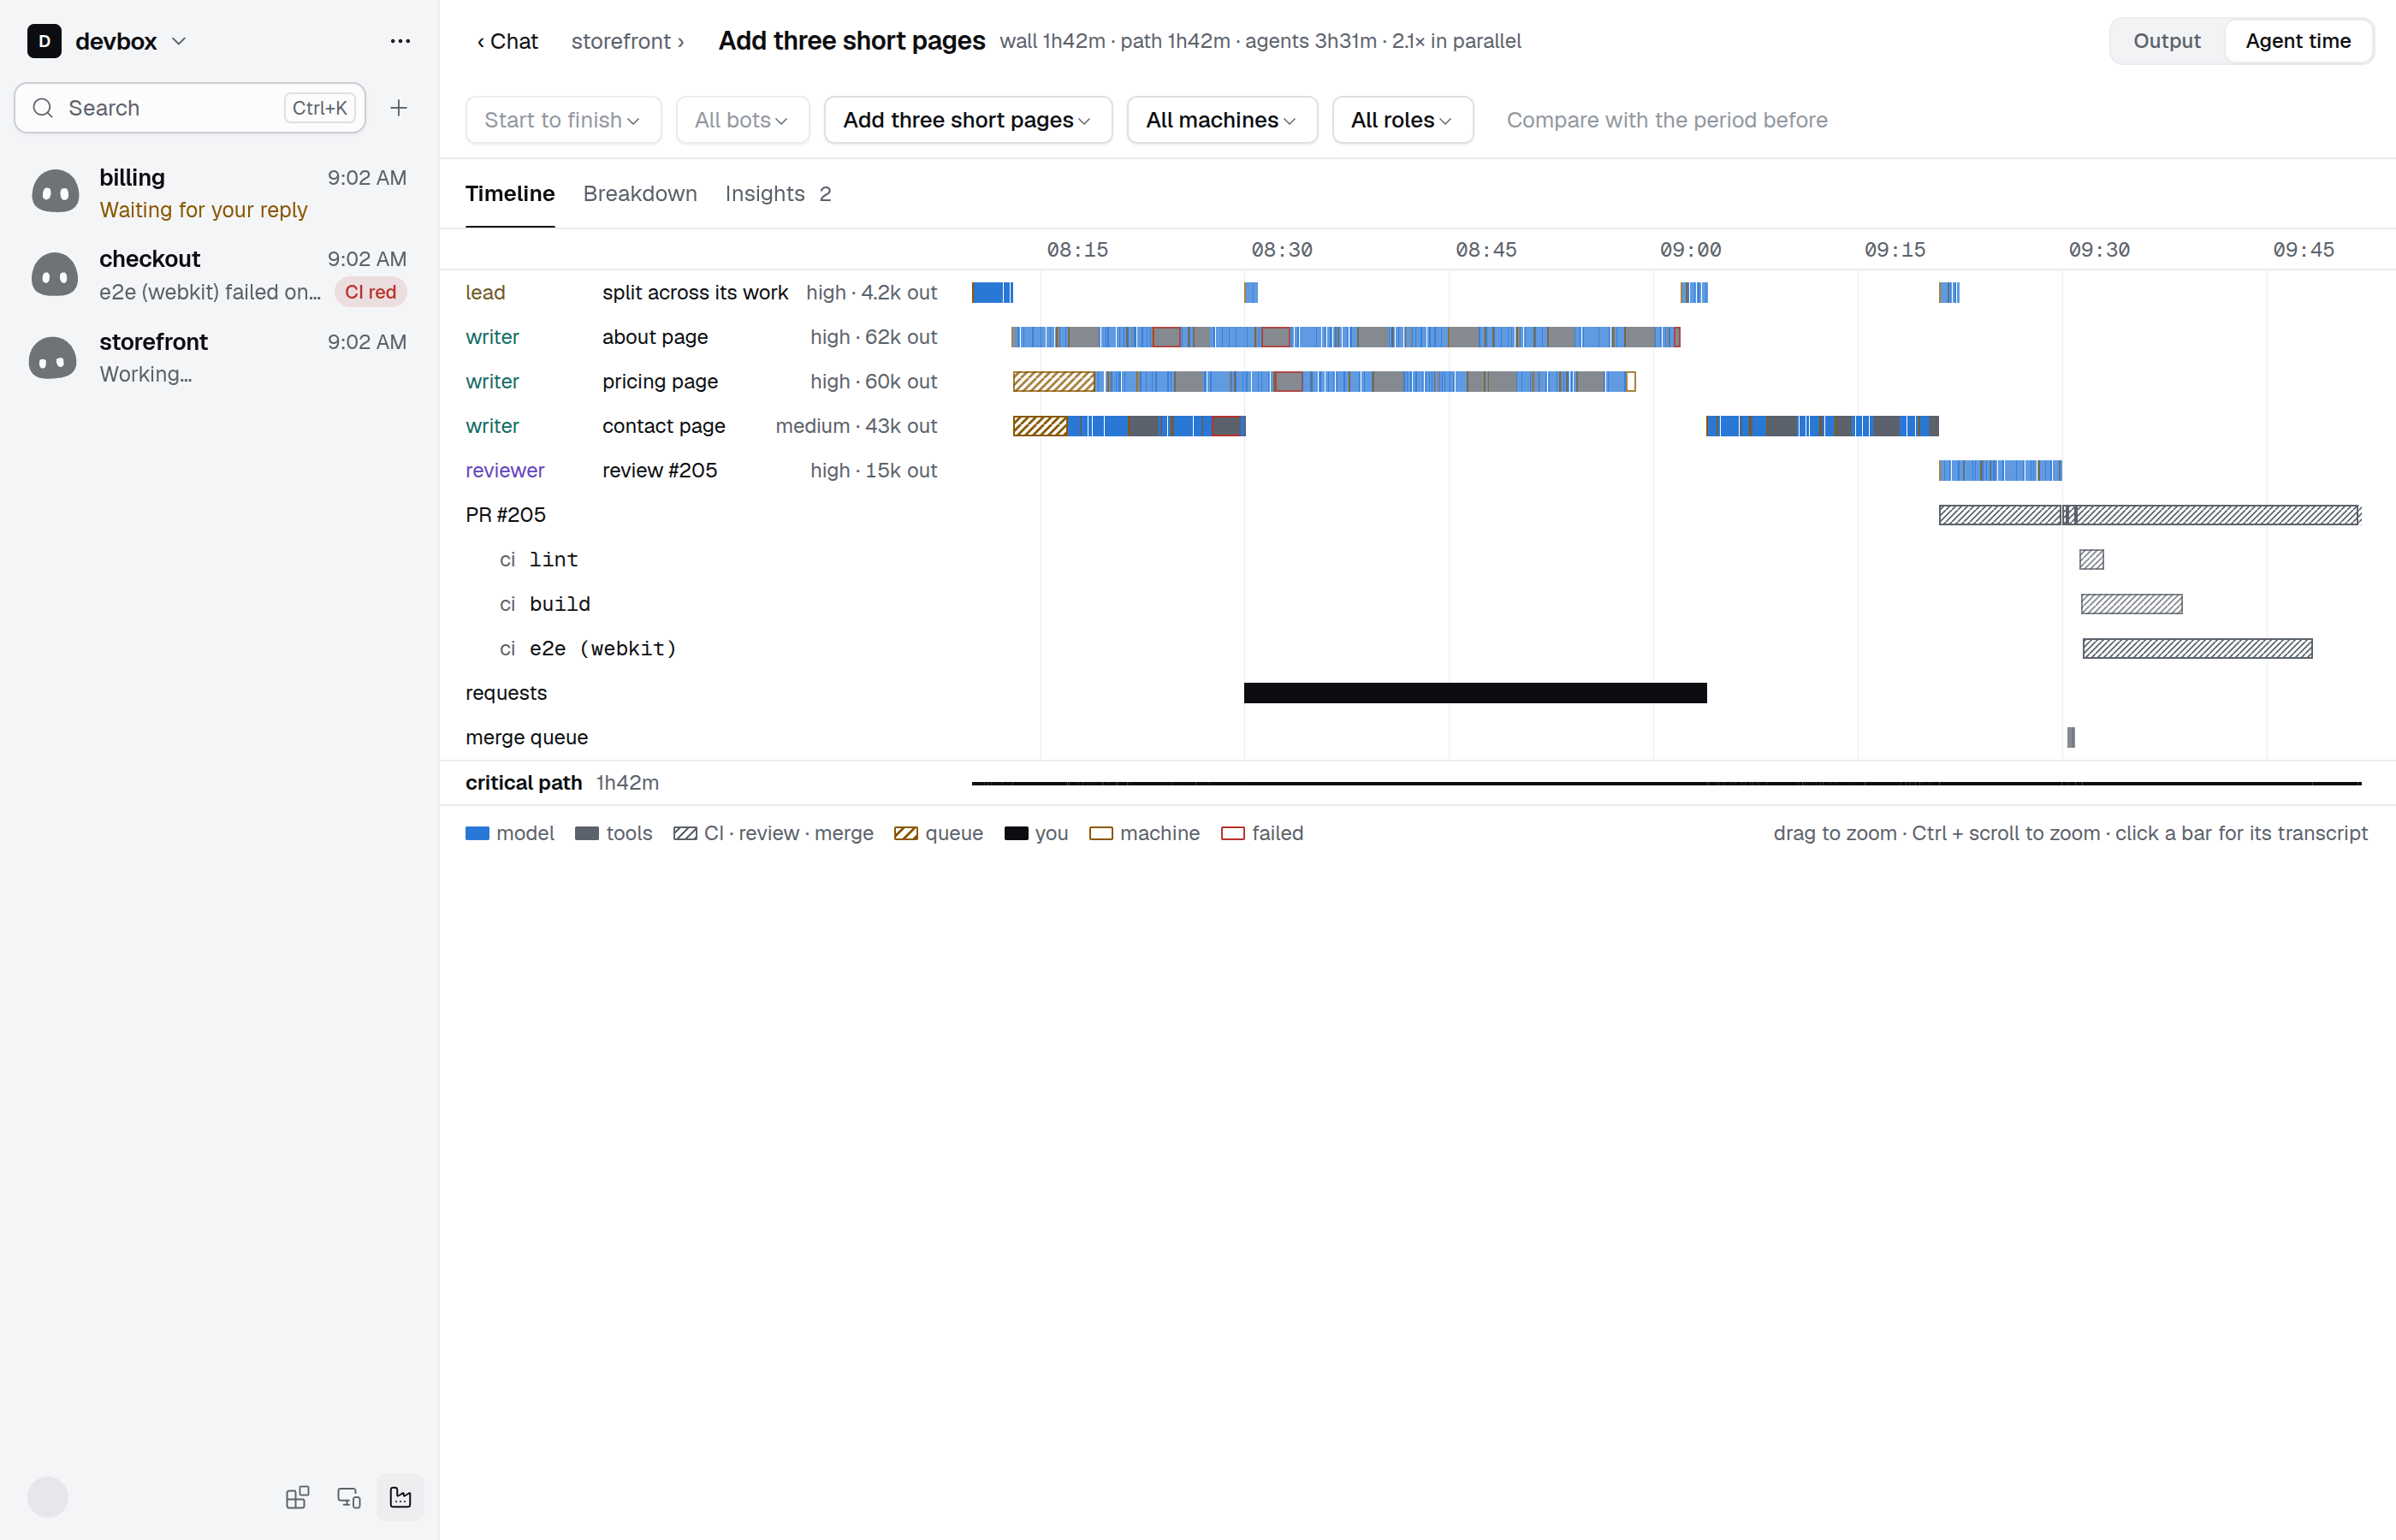 D devbox
Search Ctrl+K
billing 9:02 AM
Waiting for your reply
checkout 9:02 AM
e2e (webkit) failed on... CI red
storefront 9:02 AM
Working...
‹ Chat storefront › Add three short pages wall 1h42m · path 1h42m · agents 3h31m · 2.1× in parallel Output Agent time
Start to finish All bots Add three short pages All machines All roles Compare with the period before
Timeline Breakdown Insights 2
08:15 08:30 08:45 09:00 09:15 09:30 09:45
lead split across its work high · 4.2k out
writer about page high · 62k out
writer pricing page high · 60k out
writer contact page medium · 43k out
reviewer review #205 high · 15k out
PR #205
ci lint
ci build
ci e2e (webkit)
requests
merge queue
critical path 1h42m
model tools CI · review · merge queue you machine failed drag to zoom · Ctrl + scroll to zoom · click a bar for its transcript